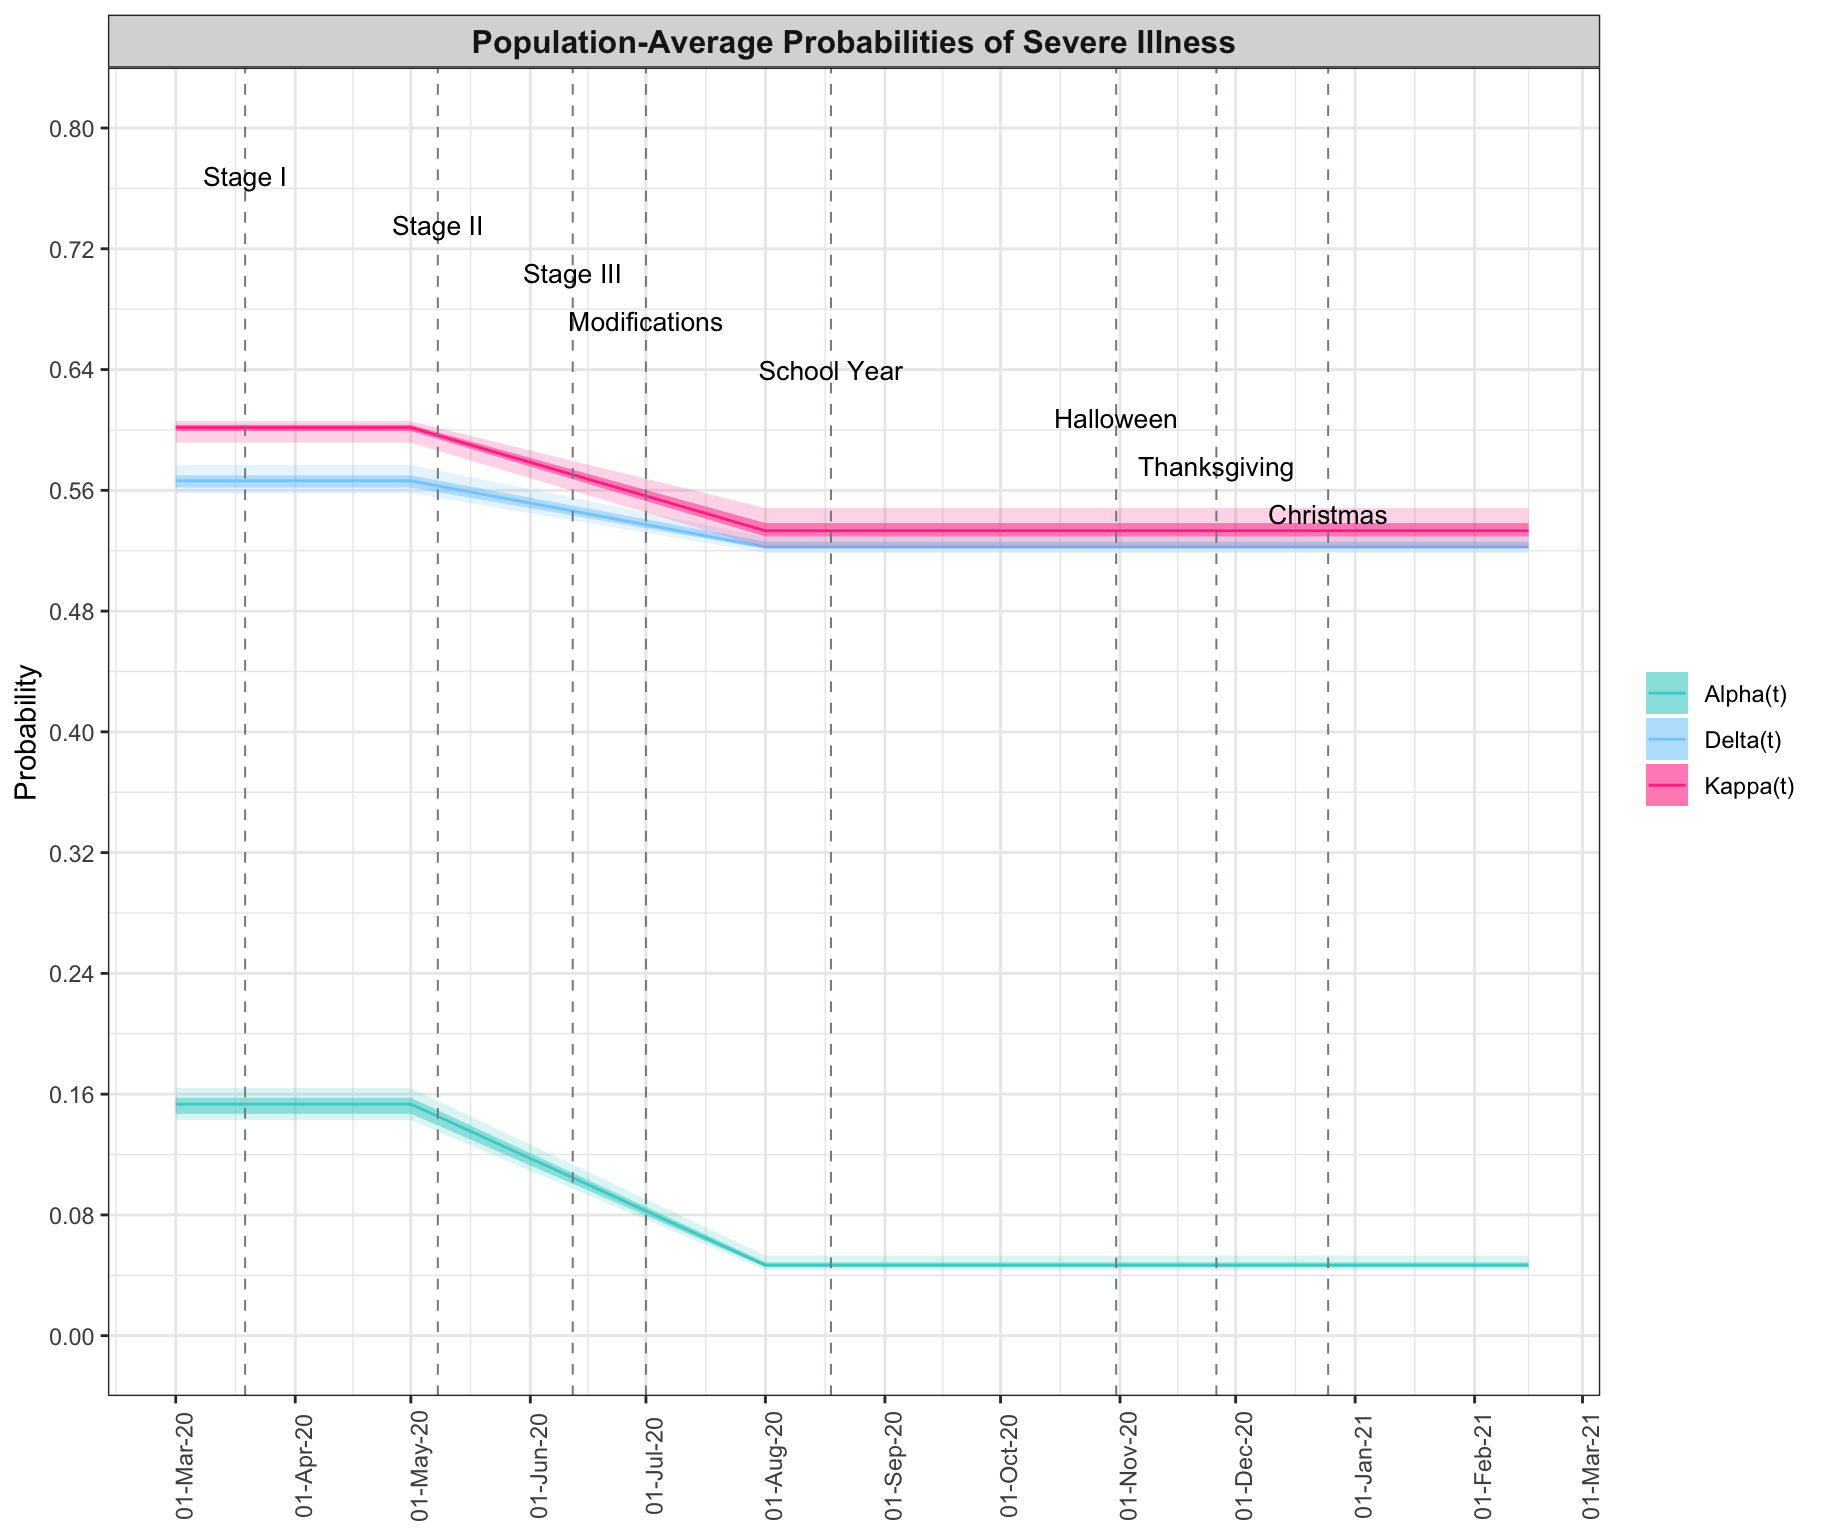 Population-Average Probabilities of Severe Illness
Probability
0.80
0.72
0.64
0.56
0.48
0.40
0.32
0.24
0.16
0.08
0.00
Stage I
Stage II
Stage III
Modifications
School Year
Halloween
Thanksgiving
Christmas
01-Mar-20
01-Apr-20
01-May-20
01-Jun-20
01-Jul-20
01-Aug-20
01-Sep-20
01-Oct-20
01-Nov-20
01-Dec-20
01-Jan-21
01-Feb-21
01-Mar-21
Alpha(t)
Delta(t)
Kappa(t)